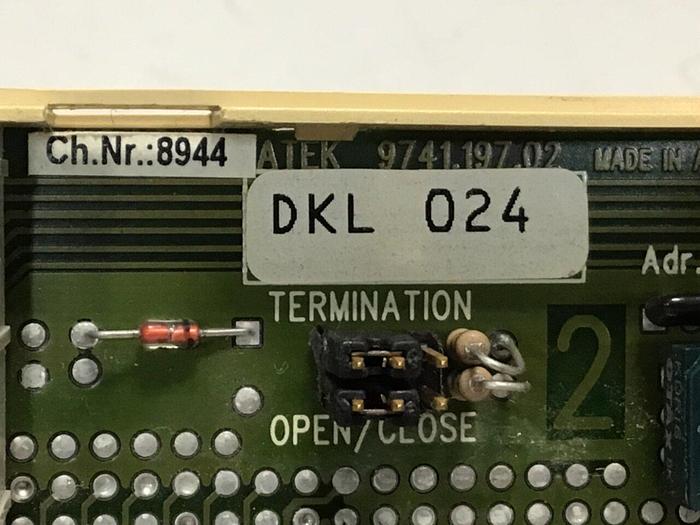 Ch.Nr.:8944
ATEK 9741.197.02 MADE IN
DKL 024
Adr.
TERMINATION
2
OPEN/CLOSE